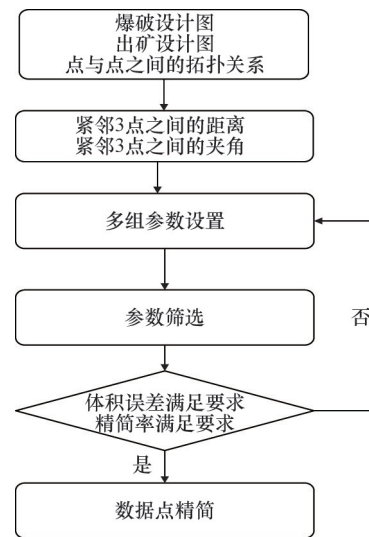 爆破设计图
出矿设计图
点与点之间的拓扑关系
紧邻3点之间的距离
紧邻3点之间的夹角
多组参数设置
参数筛选
否
体积误差满足要求
精简率满足要求
是
数据点精简